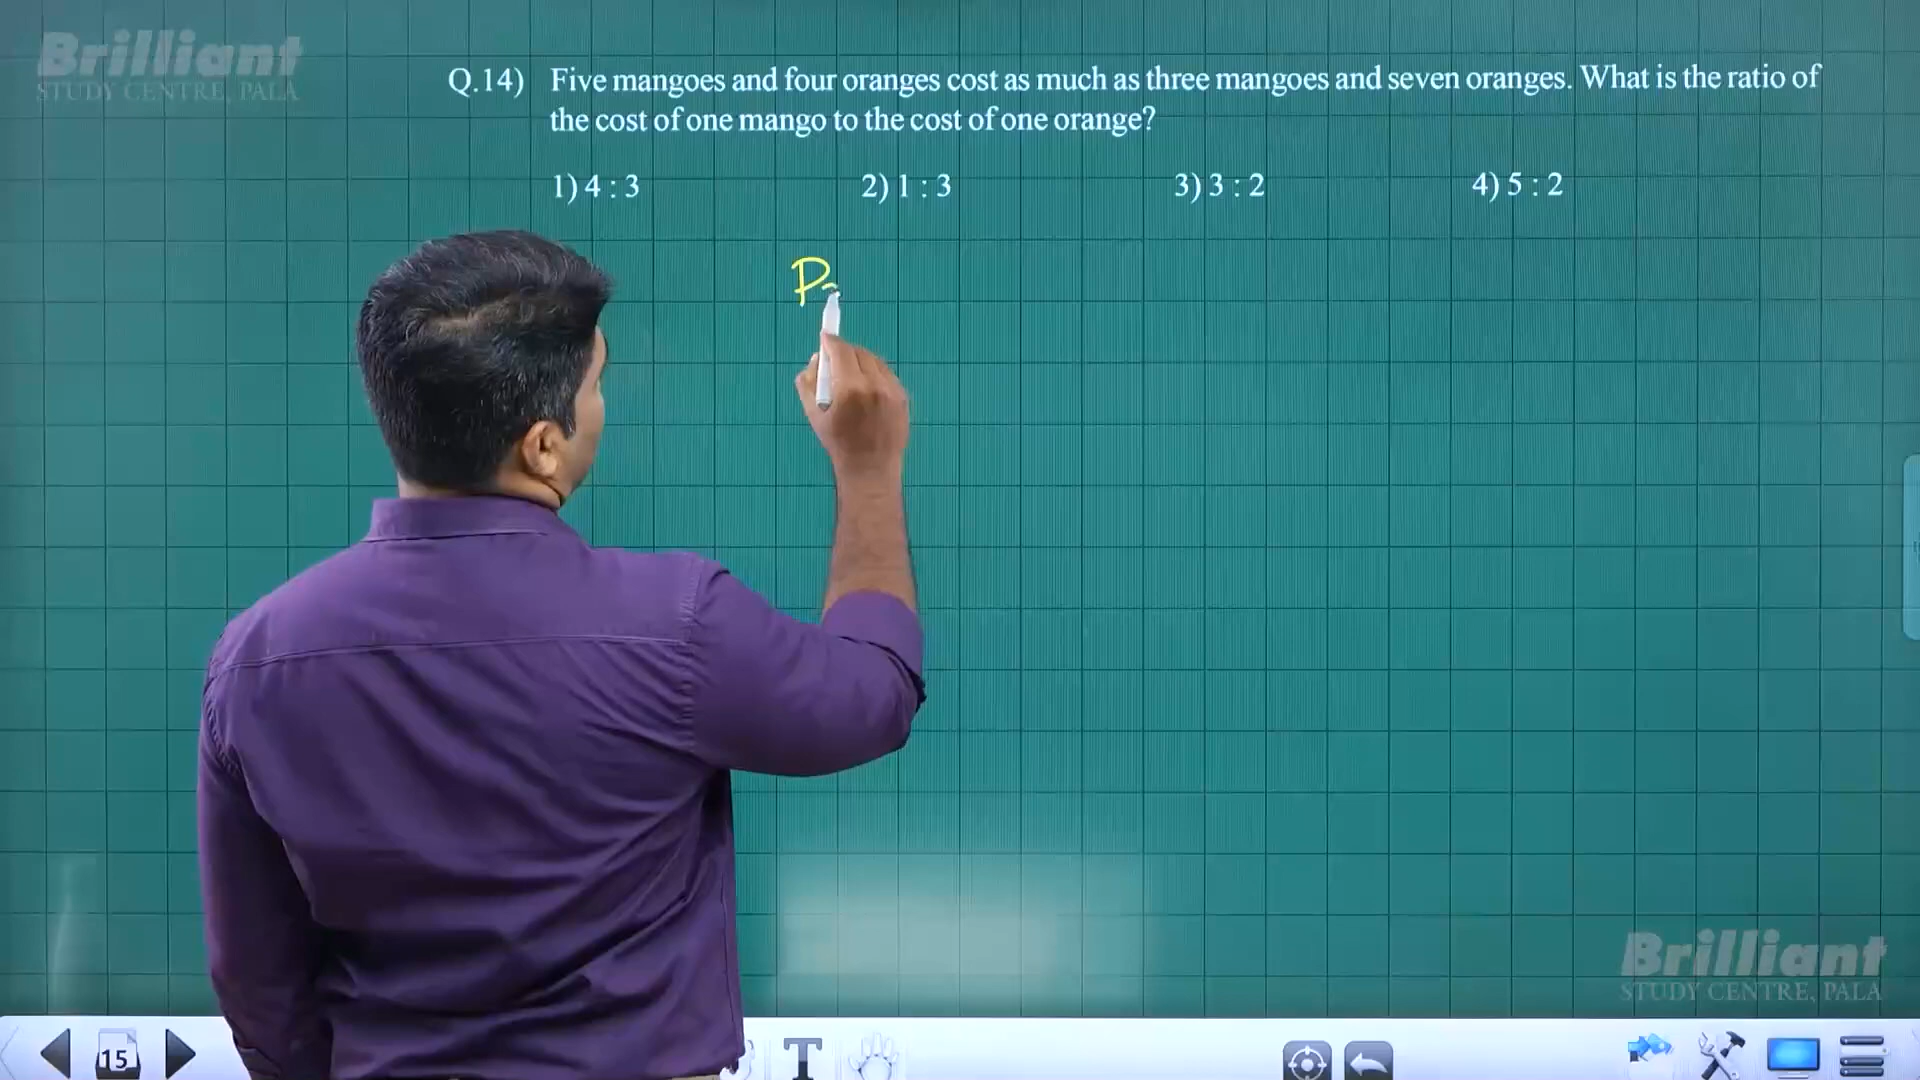 Brilliant
STUDY CENTRE, PALA
Q.14) Five mangoes and four oranges cost as much as three mangoes and seven oranges. What is the ratio of
the cost of one mango to the cost of one orange?
1) 4 : 3 2) 1 : 3 3) 3 : 2 4) 5 : 2
P
Brilliant
STUDY CENTRE, PALA
15 T